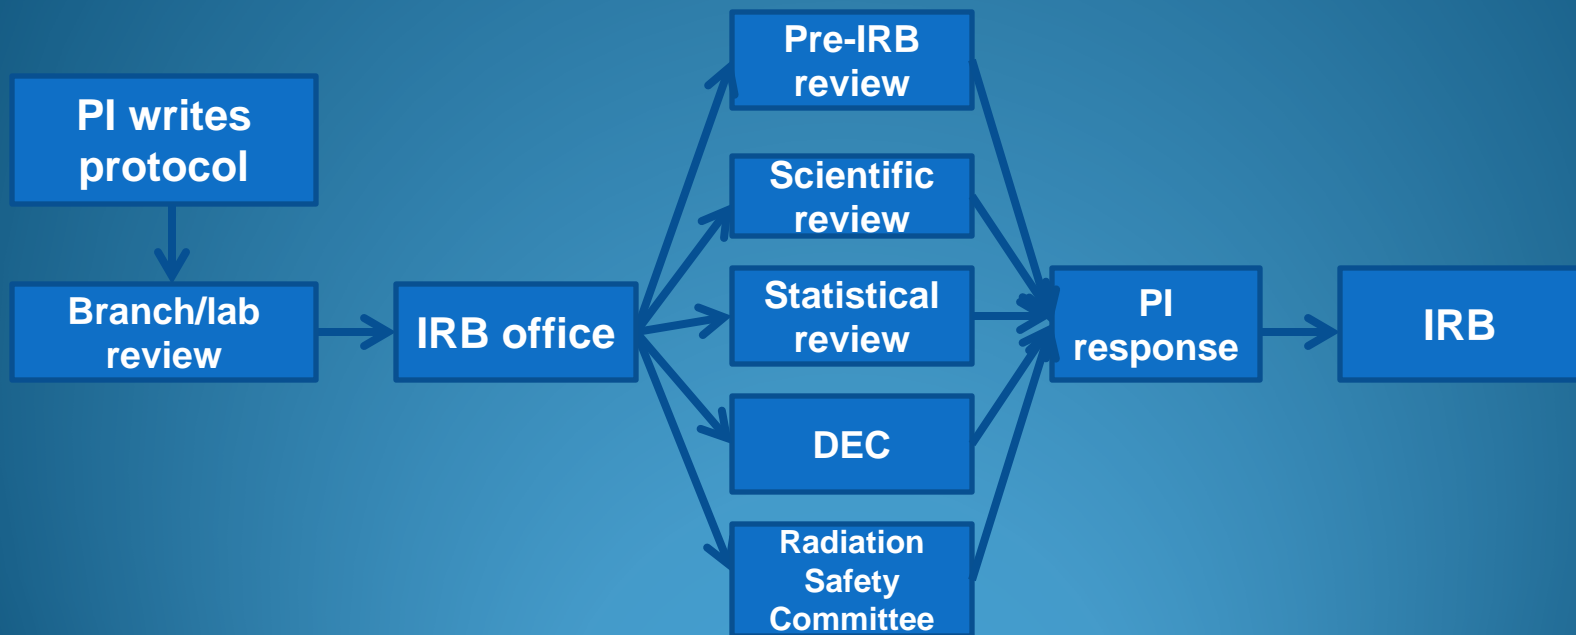 PI writes
protocol
Branch/lab
review
IRB office
Pre-IRB
review
Scientific
review
Statistical
review
DEC
Radiation
Safety
Committee
PI
response
IRB